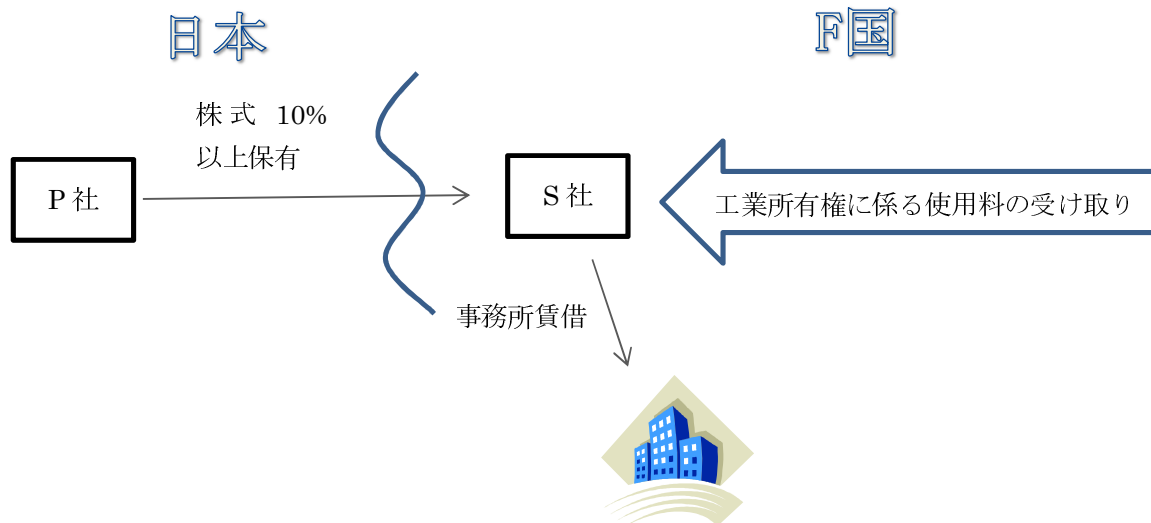 日本
F国
株式 10%
以上保有
P社
S社
工業所有権に係る使用料の受け取り
事務所賃借